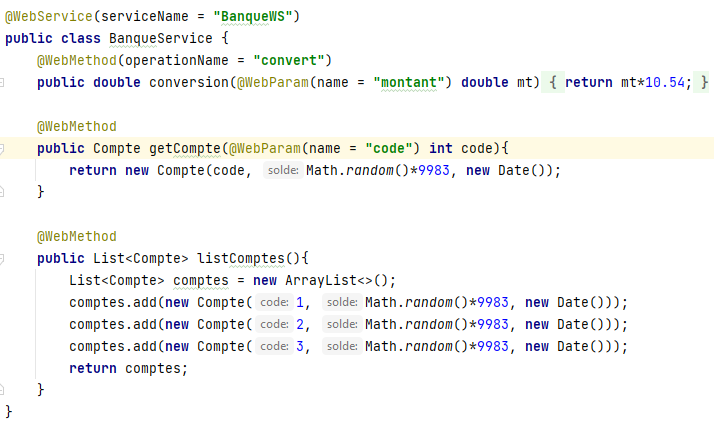 @WebService(serviceName = "BanqueWS")
public class BanqueService {
@WebMethod(operationName = "convert")
public double conversion(@WebParam(name = "montant") double mt) { return mt*10.54; }
@WebMethod
public Compte getCompte(@WebParam(name = "code") int code){
return new Compte(code, solde: Math.random()*9983, new Date());
}
@WebMethod
public List<Compte> listComptes(){
List<Compte> comptes = new ArrayList<>();
comptes.add(new Compte( code: 1, solde: Math.random()*9983, new Date()));
comptes.add(new Compte( code: 2, solde: Math.random()*9983, new Date()));
comptes.add(new Compte( code: 3, solde: Math.random()*9983, new Date()));
return comptes;
}
}